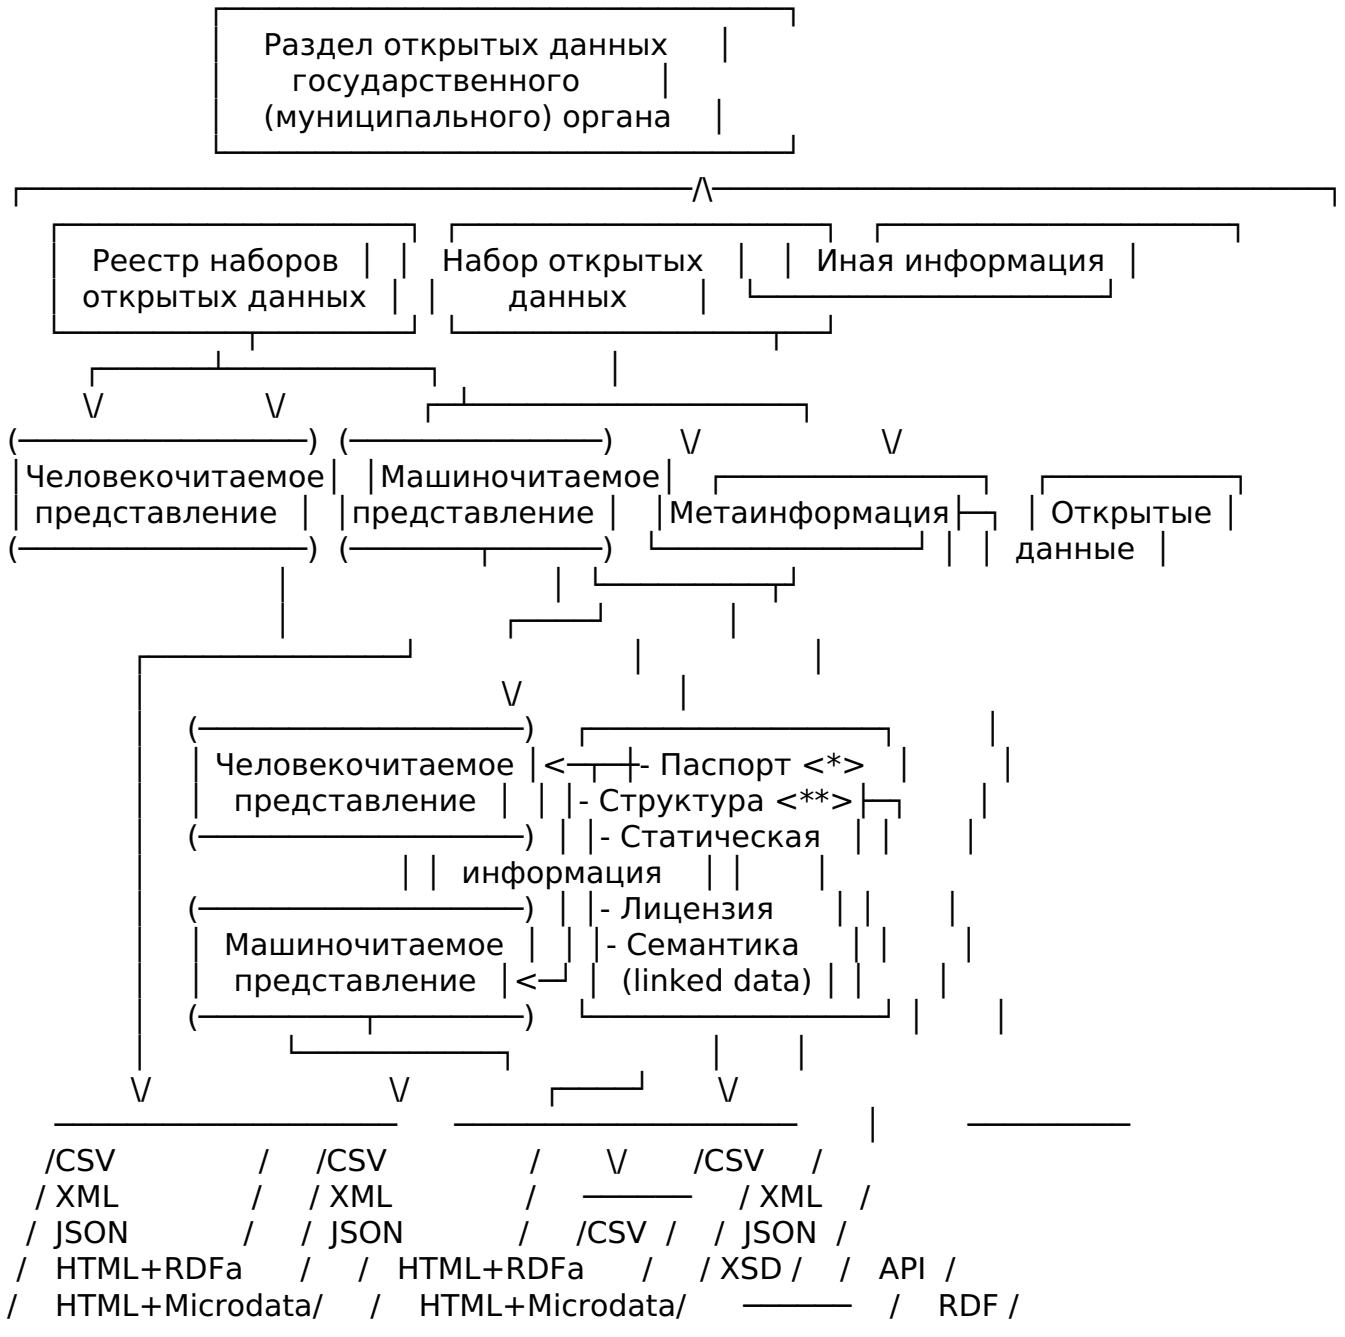 Раздел открытых данных
государственного
(муниципального) органа
Реестр наборов Набор открытых Иная информация
открытых данных данных
Человекочитаемое Машиночитаемое
представление представление Метаинформация Открытые
данные
Человекочитаемое <- Паспорт <*>
представление - Структура <**>
- Статическая
информация
- Лицензия
Машиночитаемое - Семантика
представление < (linked data)
/CSV / /CSV / \/ /CSV /
/ XML / / XML / / XML /
/ JSON / / JSON / /CSV / / JSON /
/ HTML+RDFa / / HTML+RDFa / / XSD / / API /
/ HTML+Microdata/ / HTML+Microdata/ / RDF /